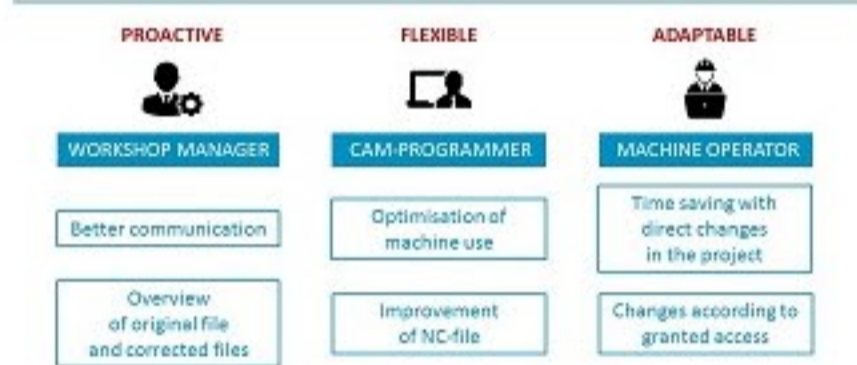 PROACTIVE
WORKSHOP MANAGER
Better communication
Overview
of original file
and corrected files
FLEXIBLE
CAM-PROGRAMMER
Optimisation of
machine use
Improvement
of NC-file
ADAPTABLE
MACHINE OPERATOR
Time saving with
direct changes
in the project
Changes according to
granted access